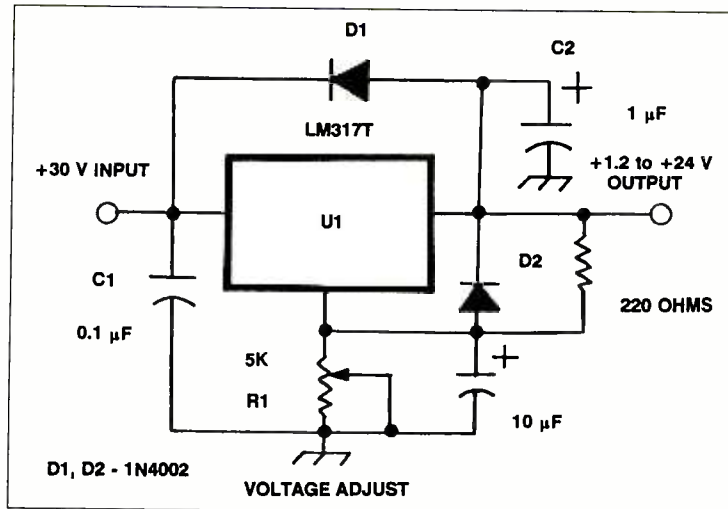 D1
C2
+
1 µF
LM317T
+30 V INPUT
+1.2 to +24 V
OUTPUT
U1
D2
C1
220 OHMS
0.1 µF
5K
+
R1
10 µF
D1, D2 - 1N4002
VOLTAGE ADJUST